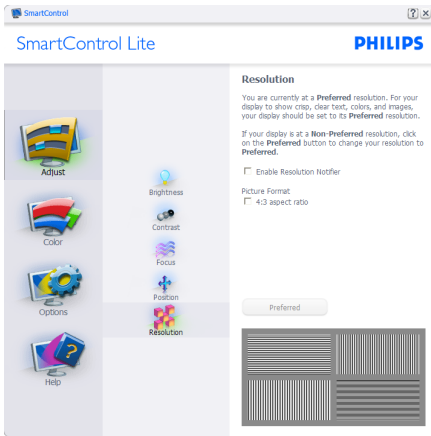 SmartControl
SmartControl Lite
PHILIPS
Adjust
Color
Options
Help
Brightness
Contrast
Focus
Position
Resolution
Resolution
You are currently at a Preferred resolution. For your
display to show crisp, clear text, colors, and images,
your display should be set to its Preferred resolution.
If your display is at a Non-Preferred resolution, click
on the Preferred button to change your resolution to
Preferred.
Enable Resolution Notifier
Picture Format
4:3 aspect ratio
Preferred